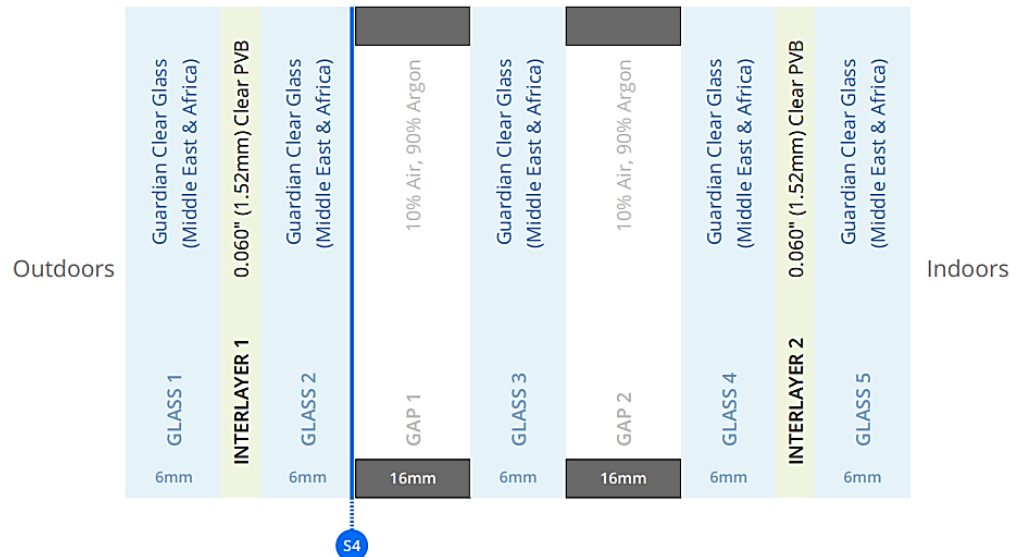 Outdoors
Guardian Clear Glass
(Middle East & Africa)
GLASS 1
6mm
0.060" (1.52mm) Clear PVB
INTERLAYER 1
Guardian Clear Glass
(Middle East & Africa)
GLASS 2
6mm
S4
10% Air, 90% Argon
GAP 1
16mm
Guardian Clear Glass
(Middle East & Africa)
GLASS 3
6mm
10% Air, 90% Argon
GAP 2
16mm
Guardian Clear Glass
(Middle East & Africa)
GLASS 4
6mm
0.060" (1.52mm) Clear PVB
INTERLAYER 2
Guardian Clear Glass
(Middle East & Africa)
GLASS 5
6mm
Indoors